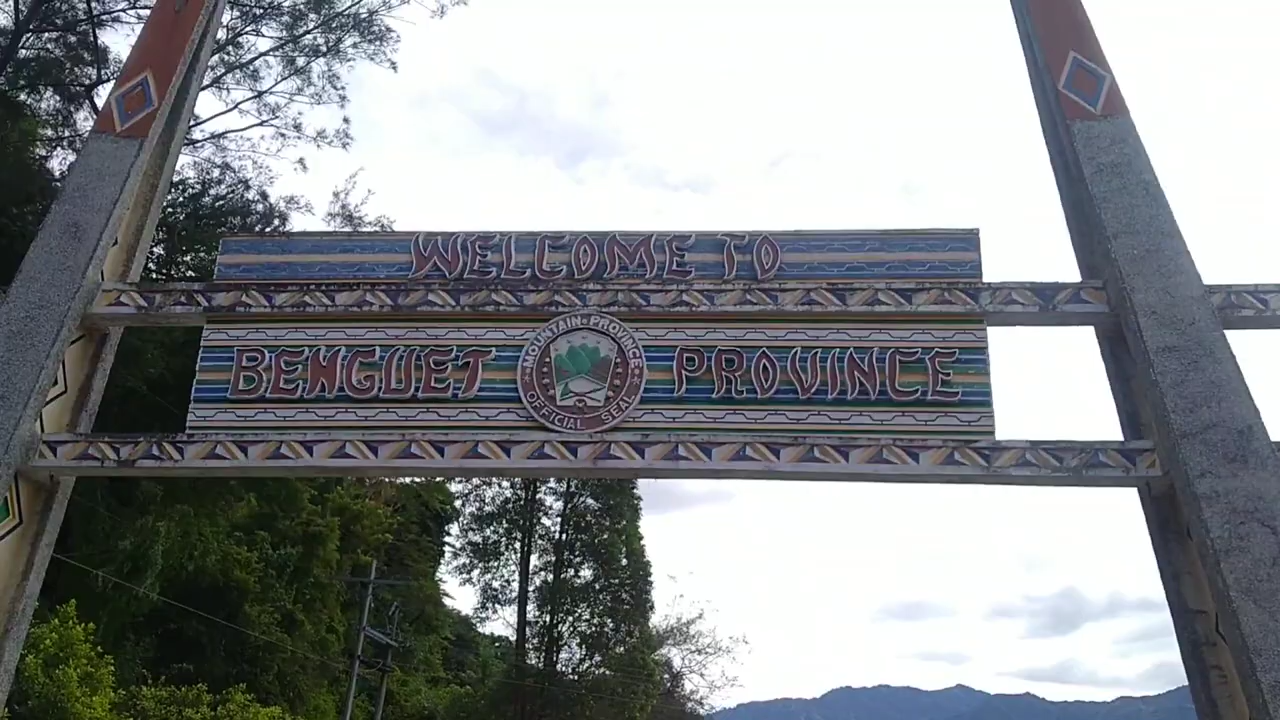 WELCOME TO
BENGUET PROVINCE
MOUNTAIN PROVINCE
OFFICIAL SEAL